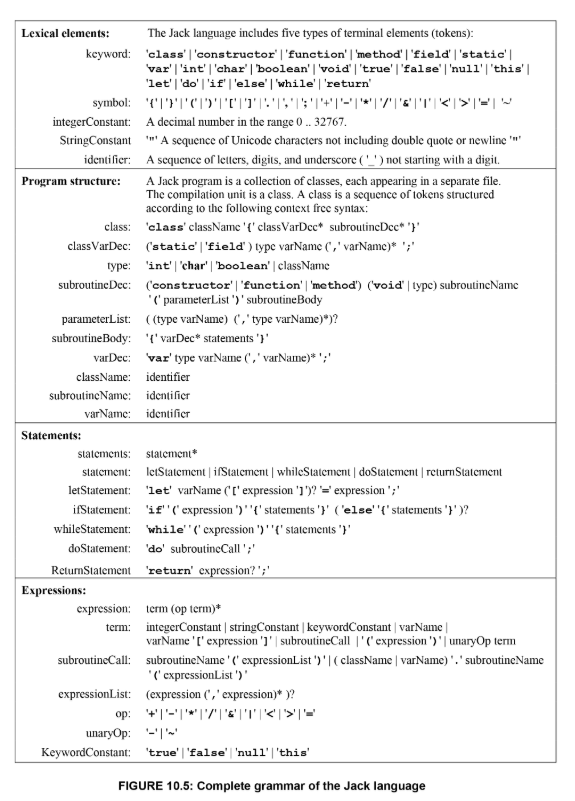 Lexical elements: The Jack language includes five types of terminal elements (tokens):
keyword: 'class'|'constructor'|'function'|'method'|'field'|'static'|
'var'|'int'|'char'|'boolean'|'void'|'true'|'false'|'null'|'this'|
'let'|'do'|'if'|'else'|'while'|'return'
symbol: '{'|'}'|'('|')'|'['|']'|'.'|','|';'|'+'|'-'|'*'|'/'|'&'|'|'|'<'|'>'|'='| '~'
integerConstant: A decimal number in the range 0 .. 32767.
StringConstant '"' A sequence of Unicode characters not including double quote or newline '"'
identifier: A sequence of letters, digits, and underscore ( '_' ) not starting with a digit.
Program structure: A Jack program is a collection of classes, each appearing in a separate file.
The compilation unit is a class. A class is a sequence of tokens structured
according to the following context free syntax:
class: 'class' className '{' classVarDec* subroutineDec* '}'
classVarDec: ('static'|'field') type varName (',' varName)* ';'
type: 'int'|'char'|'boolean'|className
subroutineDec: ('constructor'|'function'|'method') ('void'|type) subroutineName
'(' parameterList ')' subroutineBody
parameterList: ( (type varName) (',' type varName)*)?
subroutineBody: '{' varDec* statements '}'
varDec: 'var' type varName (',' varName)* ';'
className: identifier
subroutineName: identifier
varName: identifier
Statements:
statements: statement*
statement: letStatement | ifStatement | whileStatement | doStatement | returnStatement
letStatement: 'let' varName ('[' expression ']')? '=' expression ';'
ifStatement: 'if' '(' expression ')' '{' statements '}' ( 'else' '{' statements '}' )?
whileStatement: 'while' '(' expression ')' '{' statements '}'
doStatement: 'do' subroutineCall ';'
ReturnStatement 'return' expression? ';'
Expressions:
expression: term (op term)*
term: integerConstant | stringConstant | keywordConstant | varName |
varName '[' expression ']' | subroutineCall | '(' expression ')' | unaryOp term
subroutineCall: subroutineName '(' expressionList ')' | ( className | varName) '.' subroutineName
'(' expressionList ')'
expressionList: (expression (',' expression)* )?
op: '+'|'-'|'*'|'/'|'&'|'|'|'<'|'>'|'='
unaryOp: '-'|'~'
KeywordConstant: 'true'|'false'|'null'|'this'
FIGURE 10.5: Complete grammar of the Jack language